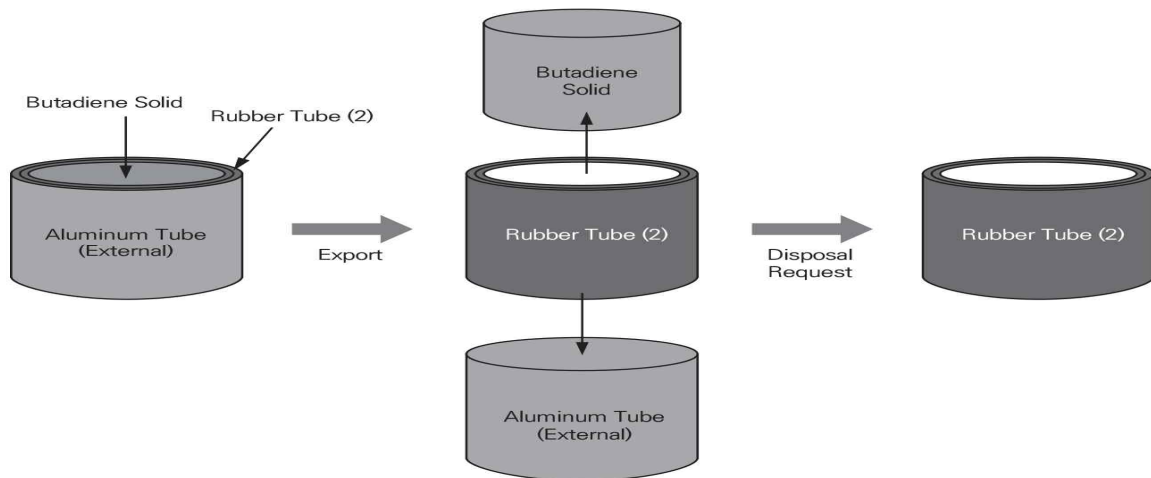 Butadiene Solid
Rubber Tube (2)
Aluminum Tube
(External)
Export
Butadiene
Solid
Rubber Tube (2)
Aluminum Tube
(External)
Disposal
Request
Rubber Tube (2)